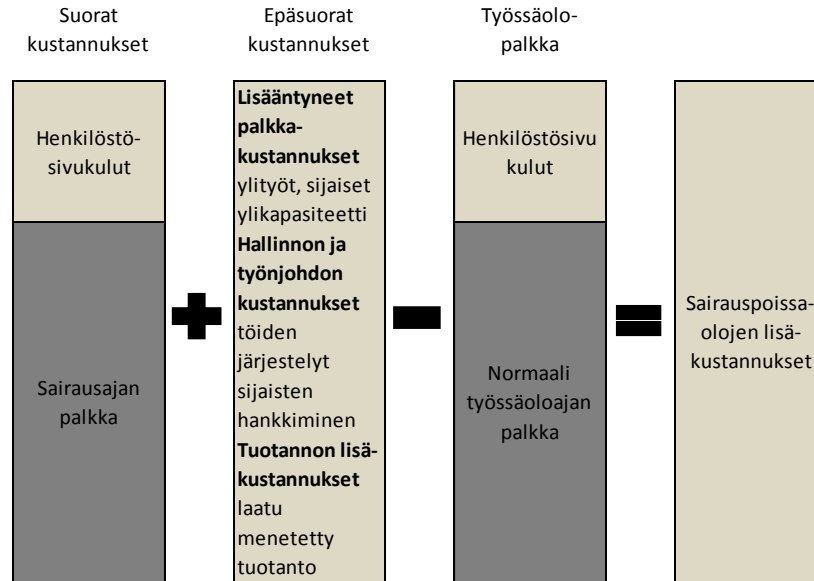 Suorat
kustannukset
Epäsuorat
kustannukset
Työssäolo-
palkka
Henkilöstö-
sivukulut
Sairausajan
palkka
Lisääntyneet
palkka-
kustannukset
ylityöt, sijaiset
ylikapasiteetti
Hallinnon ja
työnjohdon
kustannukset
töiden
järjestelyt
sijaisten
hankkiminen
Tuotannon lisä-
kustannukset
laatu
menetetty
tuotanto
Henkilöstösivu
kulut
Normaali
työssäoloajan
palkka
Sairauspoissa-
olojen lisä-
kustannukset